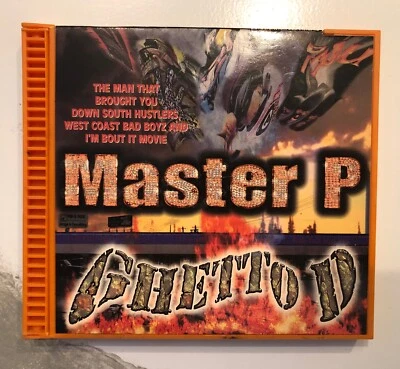 THE MAN THAT
BROUGHT YOU
DOWN SOUTH HUSTLERS
WEST COAST BAD BOYZ AND
I'M BOUT IT MOVIE
Master P
GHETTO D